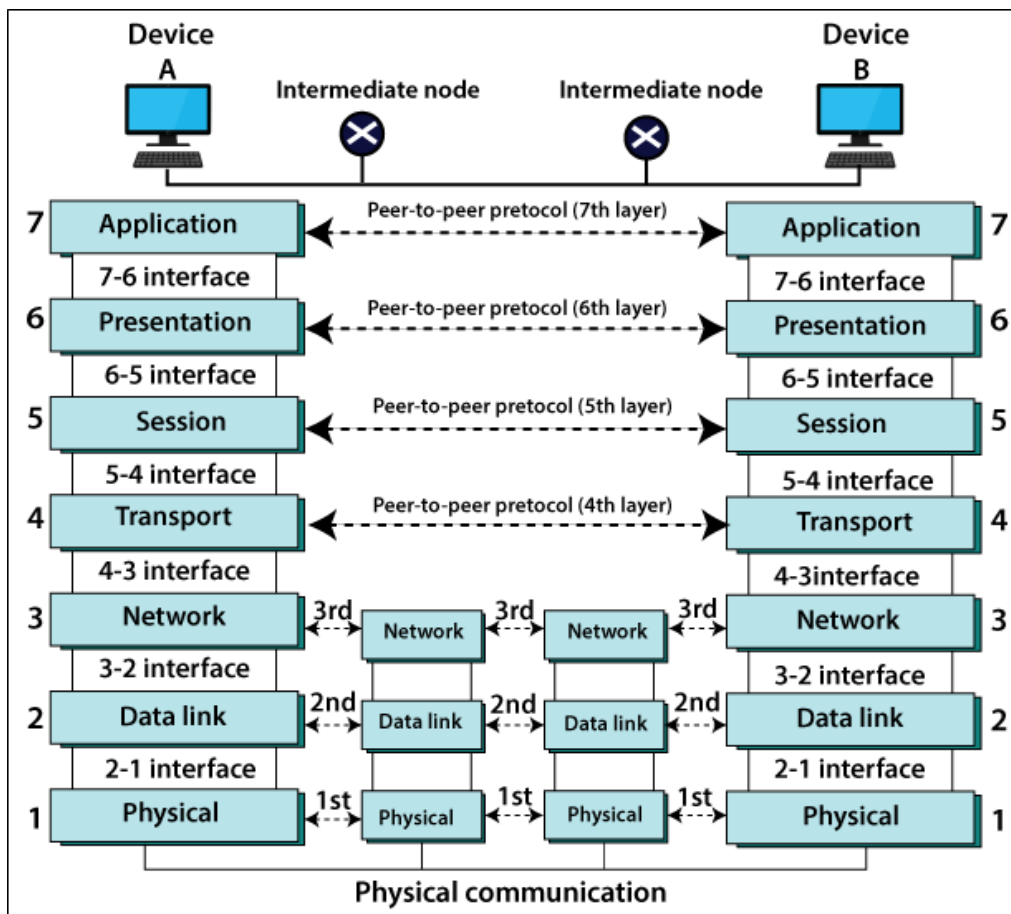 Device
A
Device
B
Intermediate node
Intermediate node
7
Application
Peer-to-peer pretocol (7th layer)
Application
7
7-6 interface
7-6 interface
6
Presentation
Peer-to-peer pretocol (6th layer)
Presentation
6
6-5 interface
6-5 interface
5
Session
Peer-to-peer pretocol (5th layer)
Session
5
5-4 interface
5-4 interface
4
Transport
Peer-to-peer pretocol (4th layer)
Transport
4
4-3 interface
4-3interface
3
Network
3rd
Network
3rd
Network
3rd
Network
3
3-2 interface
3-2 interface
2
Data link
2nd
Data link
2nd
Data link
2nd
Data link
2
2-1 interface
2-1 interface
1
Physical
1st
Physical
1st
Physical
1st
Physical
1
Physical communication